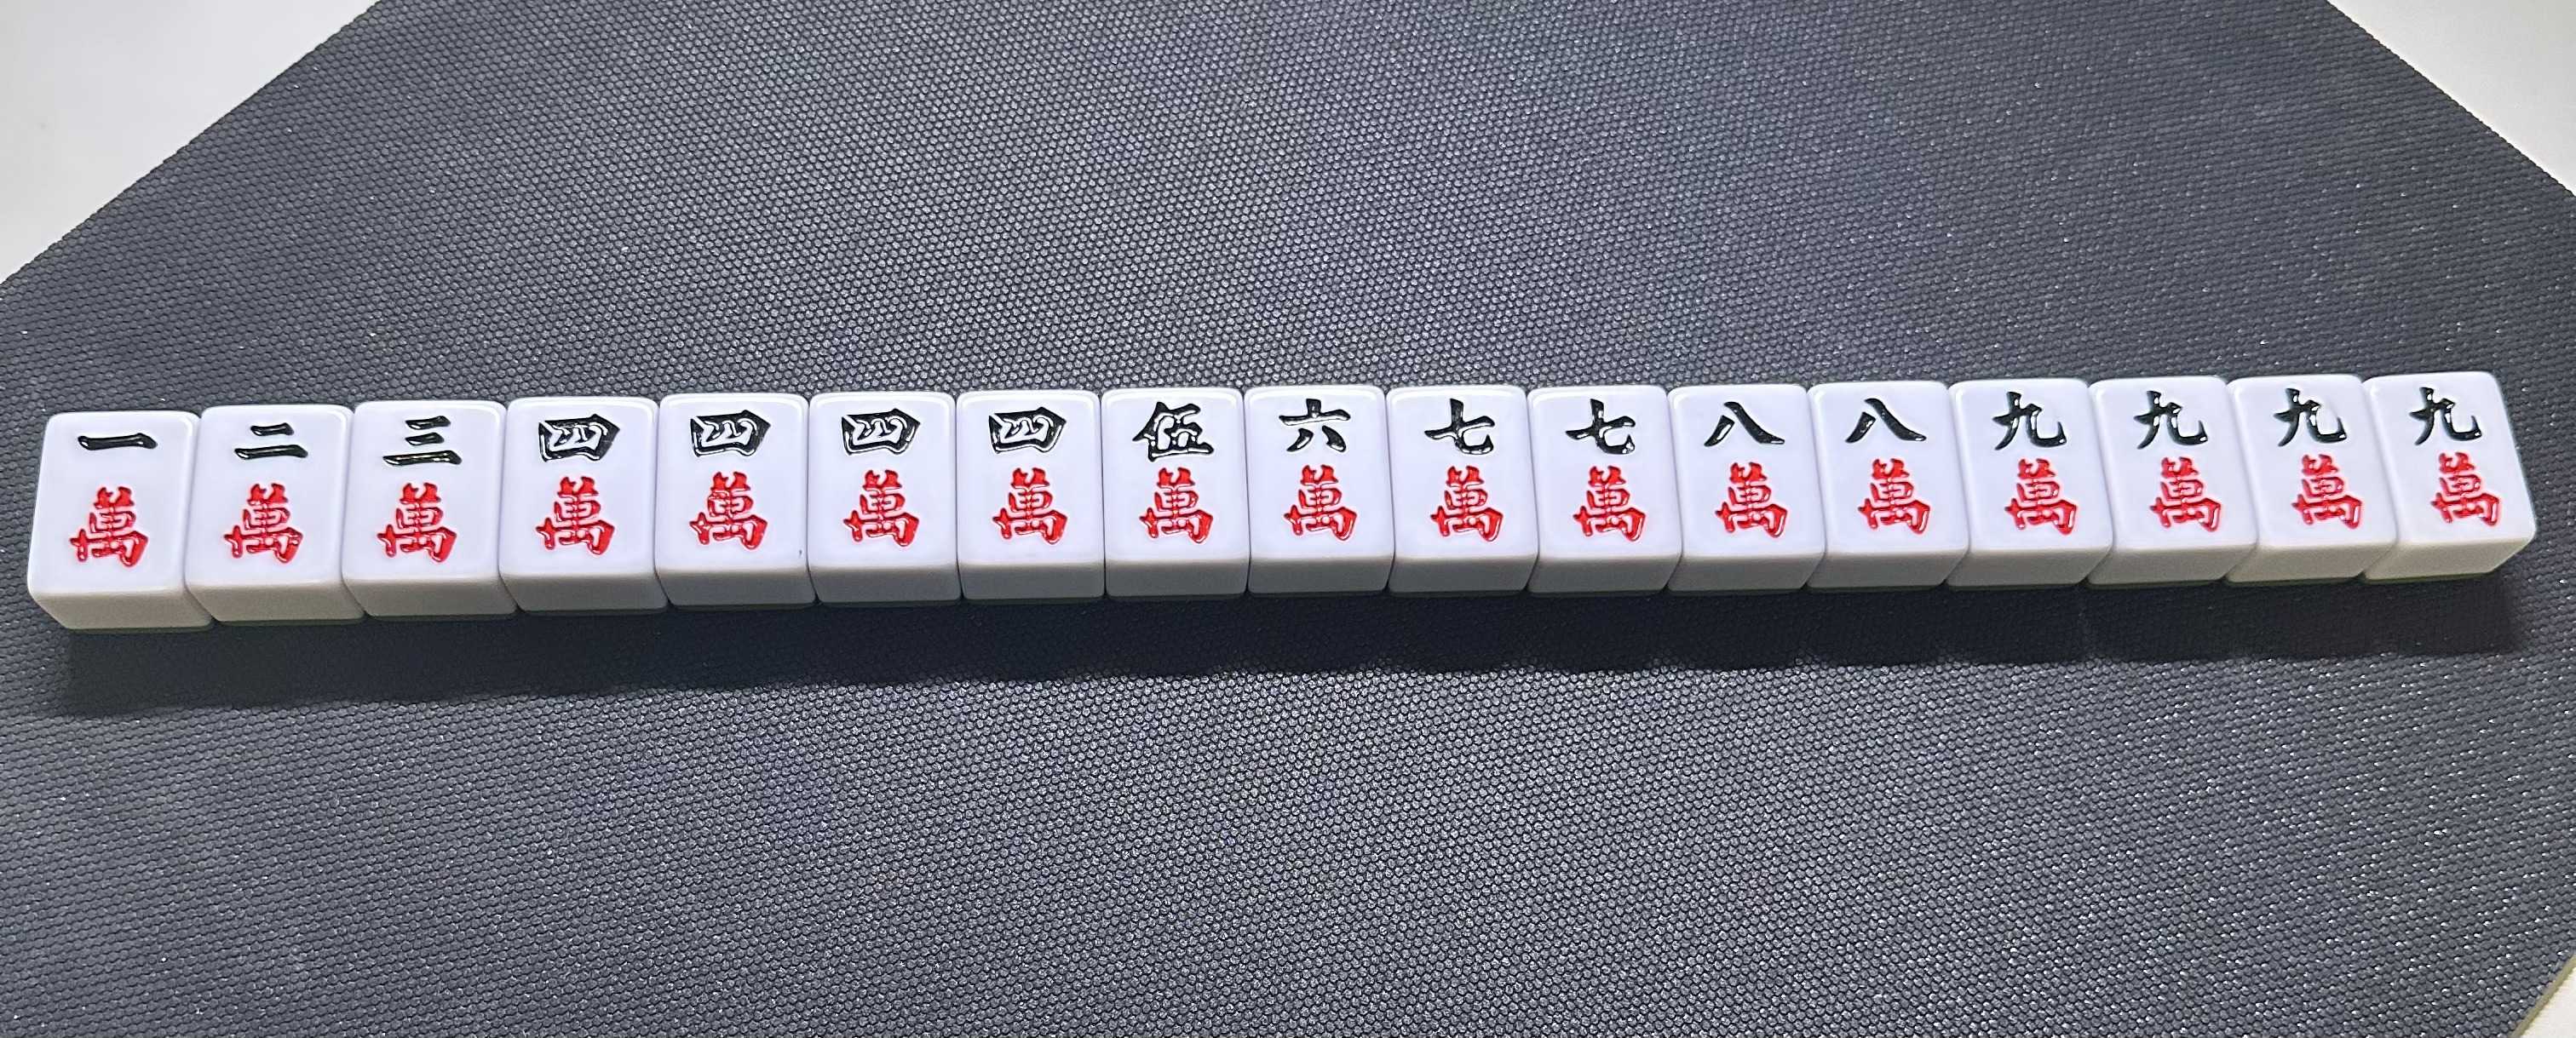 一 二 三 四 四 四 四 伍 六 七 七 八 八 九 九 九 九
萬 萬 萬 萬 萬 萬 萬 萬 萬 萬 萬 萬 萬 萬 萬 萬 萬